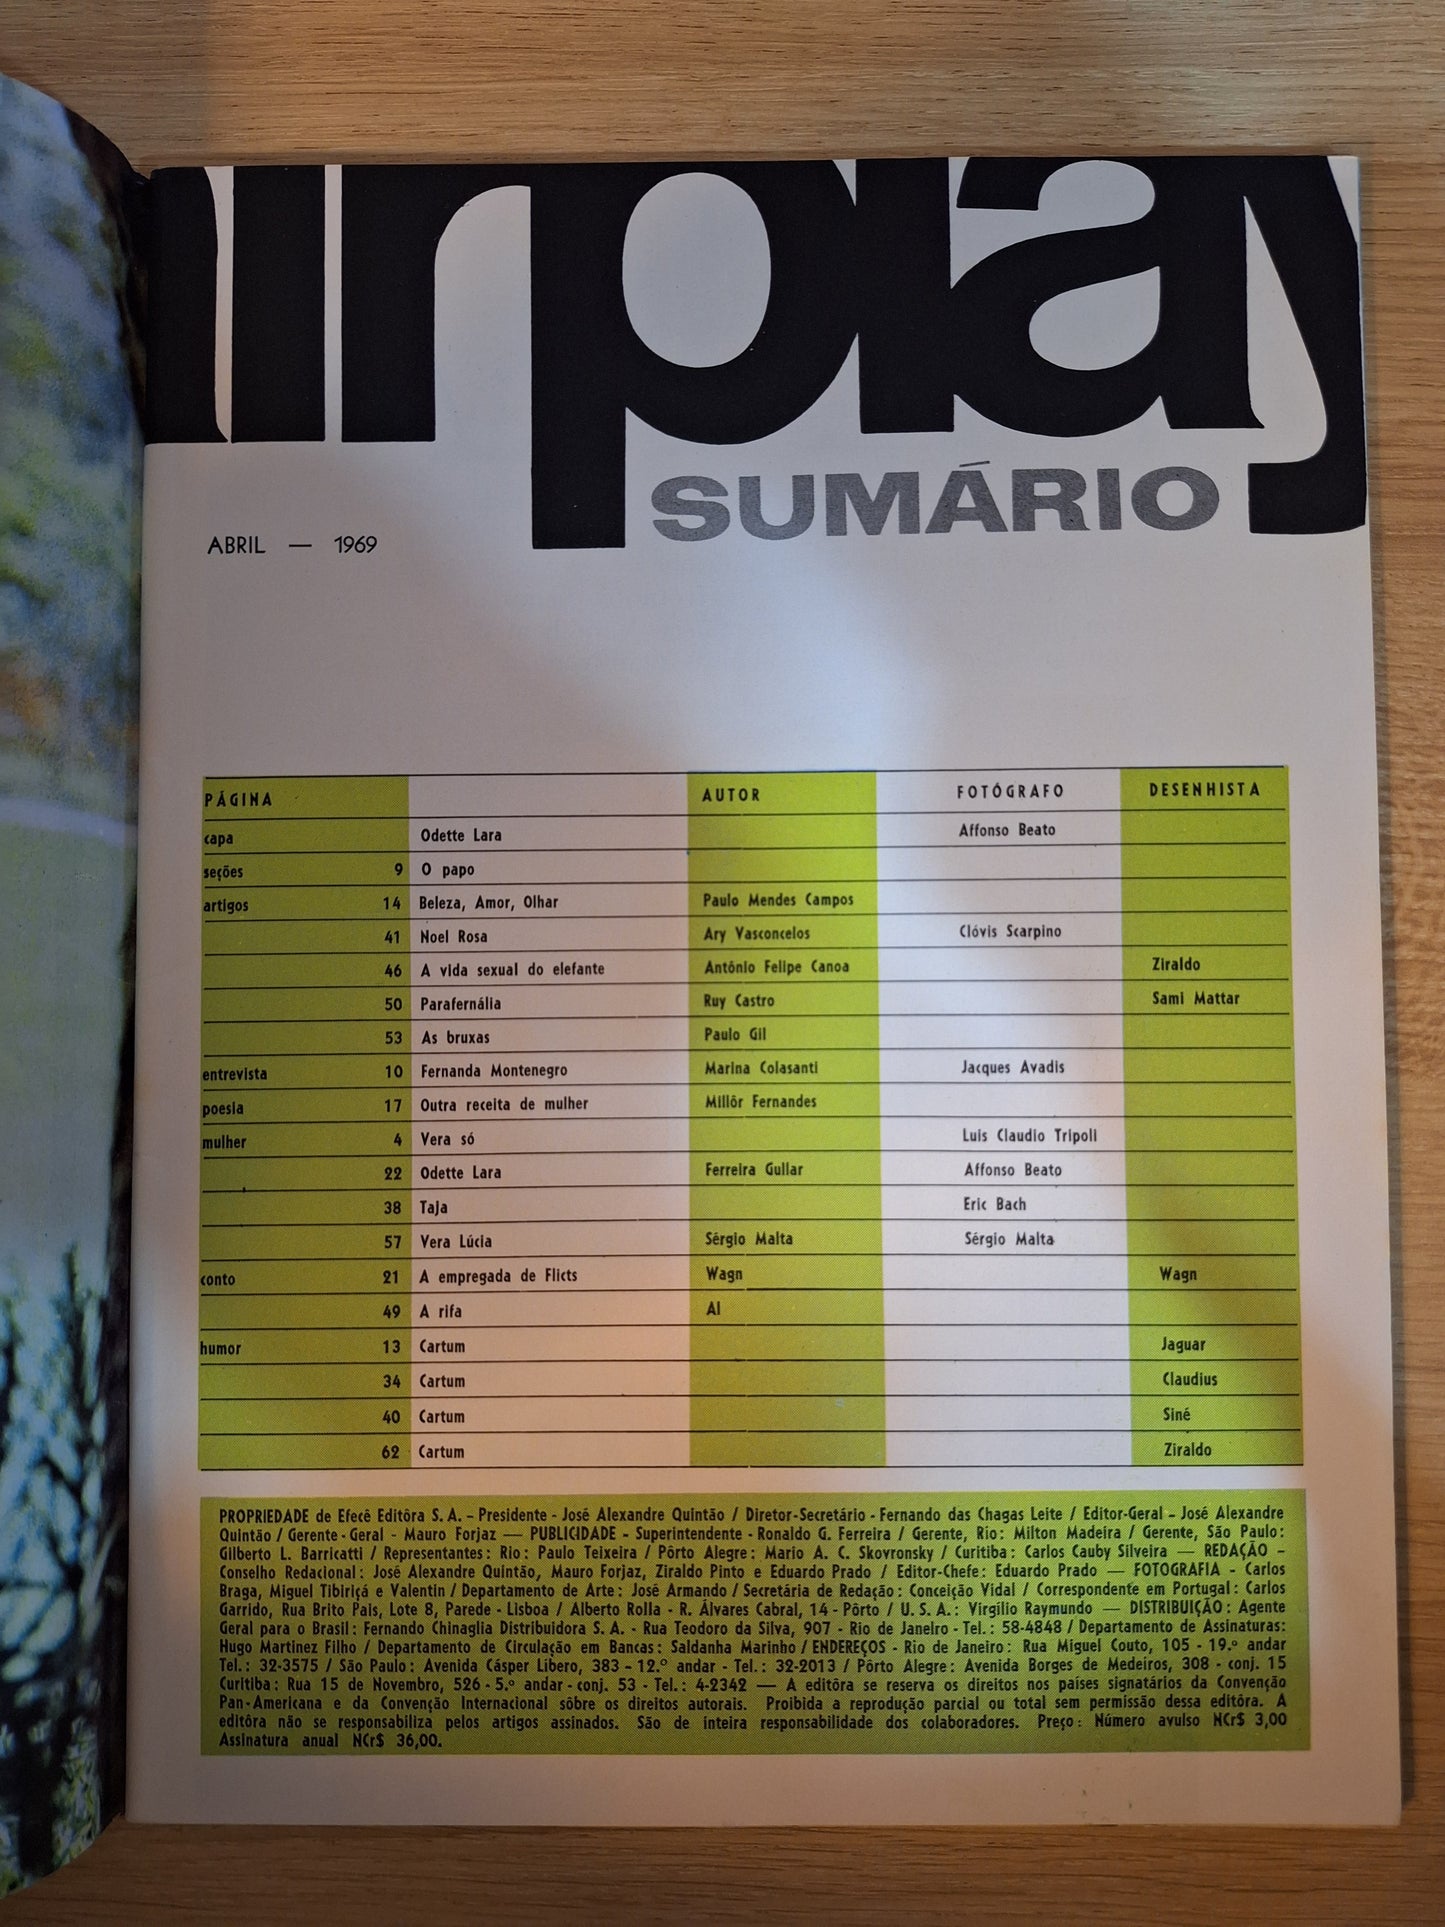 airplay
SUMÁRIO
ABRIL — 1969
PÁGINA AUTOR FOTÓGRAFO DESENHISTA
capa Odette Lara Affonso Beato
seções 9 O papo
artigos 14 Beleza, Amor, Olhar Paulo Mendes Campos
41 Noel Rosa Ary Vasconcelos Clóvis Scarpino
46 A vida sexual do elefante Antônio Felipe Canoa Ziraldo
50 Parafernália Ruy Castro Sami Mattar
53 As bruxas Paulo Gil
entrevista 10 Fernanda Montenegro Marina Colasanti Jacques Avadis
poesia 17 Outra receita de mulher Millôr Fernandes
mulher 4 Vera só Luis Claudio Tripoli
22 Odette Lara Ferreira Gullar Affonso Beato
38 Taja Eric Bach
57 Vera Lúcia Sérgio Malta Sérgio Malta
conto 21 A empregada de Flicts Wagn Wagn
49 A rifa Al
humor 13 Cartum Jaguar
34 Cartum Claudius
40 Cartum Siné
62 Cartum Ziraldo
PROPRIEDADE de Efecê Editôra S. A. - Presidente - José Alexandre Quintão / Diretor-Secretário - Fernando das Chagas Leite / Editor-Geral - José Alexandre
Quintão / Gerente-Geral - Mauro Forjaz — PUBLICIDADE - Superintendente - Ronaldo G. Ferreira / Gerente, Rio: Milton Madeira / Gerente, São Paulo:
Gilberto L. Barricatti / Representantes: Rio: Paulo Teixeira / Pôrto Alegre: Mario A. C. Skovronsky / Curitiba: Carlos Cauby Silveira — REDAÇÃO -
Conselho Redacional: José Alexandre Quintão, Mauro Forjaz, Ziraldo Pinto e Eduardo Prado / Editor-Chefe: Eduardo Prado — FOTOGRAFIA - Carlos
Braga, Miguel Tibiriçá e Valentin / Departamento de Arte: José Armando / Secretária de Redação: Conceição Vidal / Correspondente em Portugal: Carlos
Garrido, Rua Brito Pais, Lote 8, Parede - Lisboa / Alberto Rolla - R. Álvares Cabral, 14 - Pôrto / U. S. A.: Virgílio Raymundo — DISTRIBUIÇÃO: Agente
Geral para o Brasil: Fernando Chinaglia Distribuidora S. A. - Rua Teodoro da Silva, 907 - Rio de Janeiro - Tel.: 58-4848 / Departamento de Assinaturas:
Hugo Martinez Filho / Departamento de Circulação em Bancas: Saldanha Marinho / ENDEREÇOS - Rio de Janeiro: Rua Miguel Couto, 105 - 19.º andar
Tel.: 32-3575 / São Paulo: Avenida Cásper Líbero, 383 - 12.º andar - Tel.: 32-2013 / Pôrto Alegre: Avenida Borges de Medeiros, 308 - conj. 15
Curitiba: Rua 15 de Novembro, 526 - 5.º andar - conj. 53 - Tel.: 4-2342 — A editôra se reserva os direitos nos países signatários da Convenção
Pan-Americana e da Convenção Internacional sôbre os direitos autorais. Proibida a reprodução parcial ou total sem permissão dessa editôra. A
editôra não se responsabiliza pelos artigos assinados. São de inteira responsabilidade dos colaboradores. Preço: Número avulso NCr$ 3,00
Assinatura anual NCr$ 36,00.